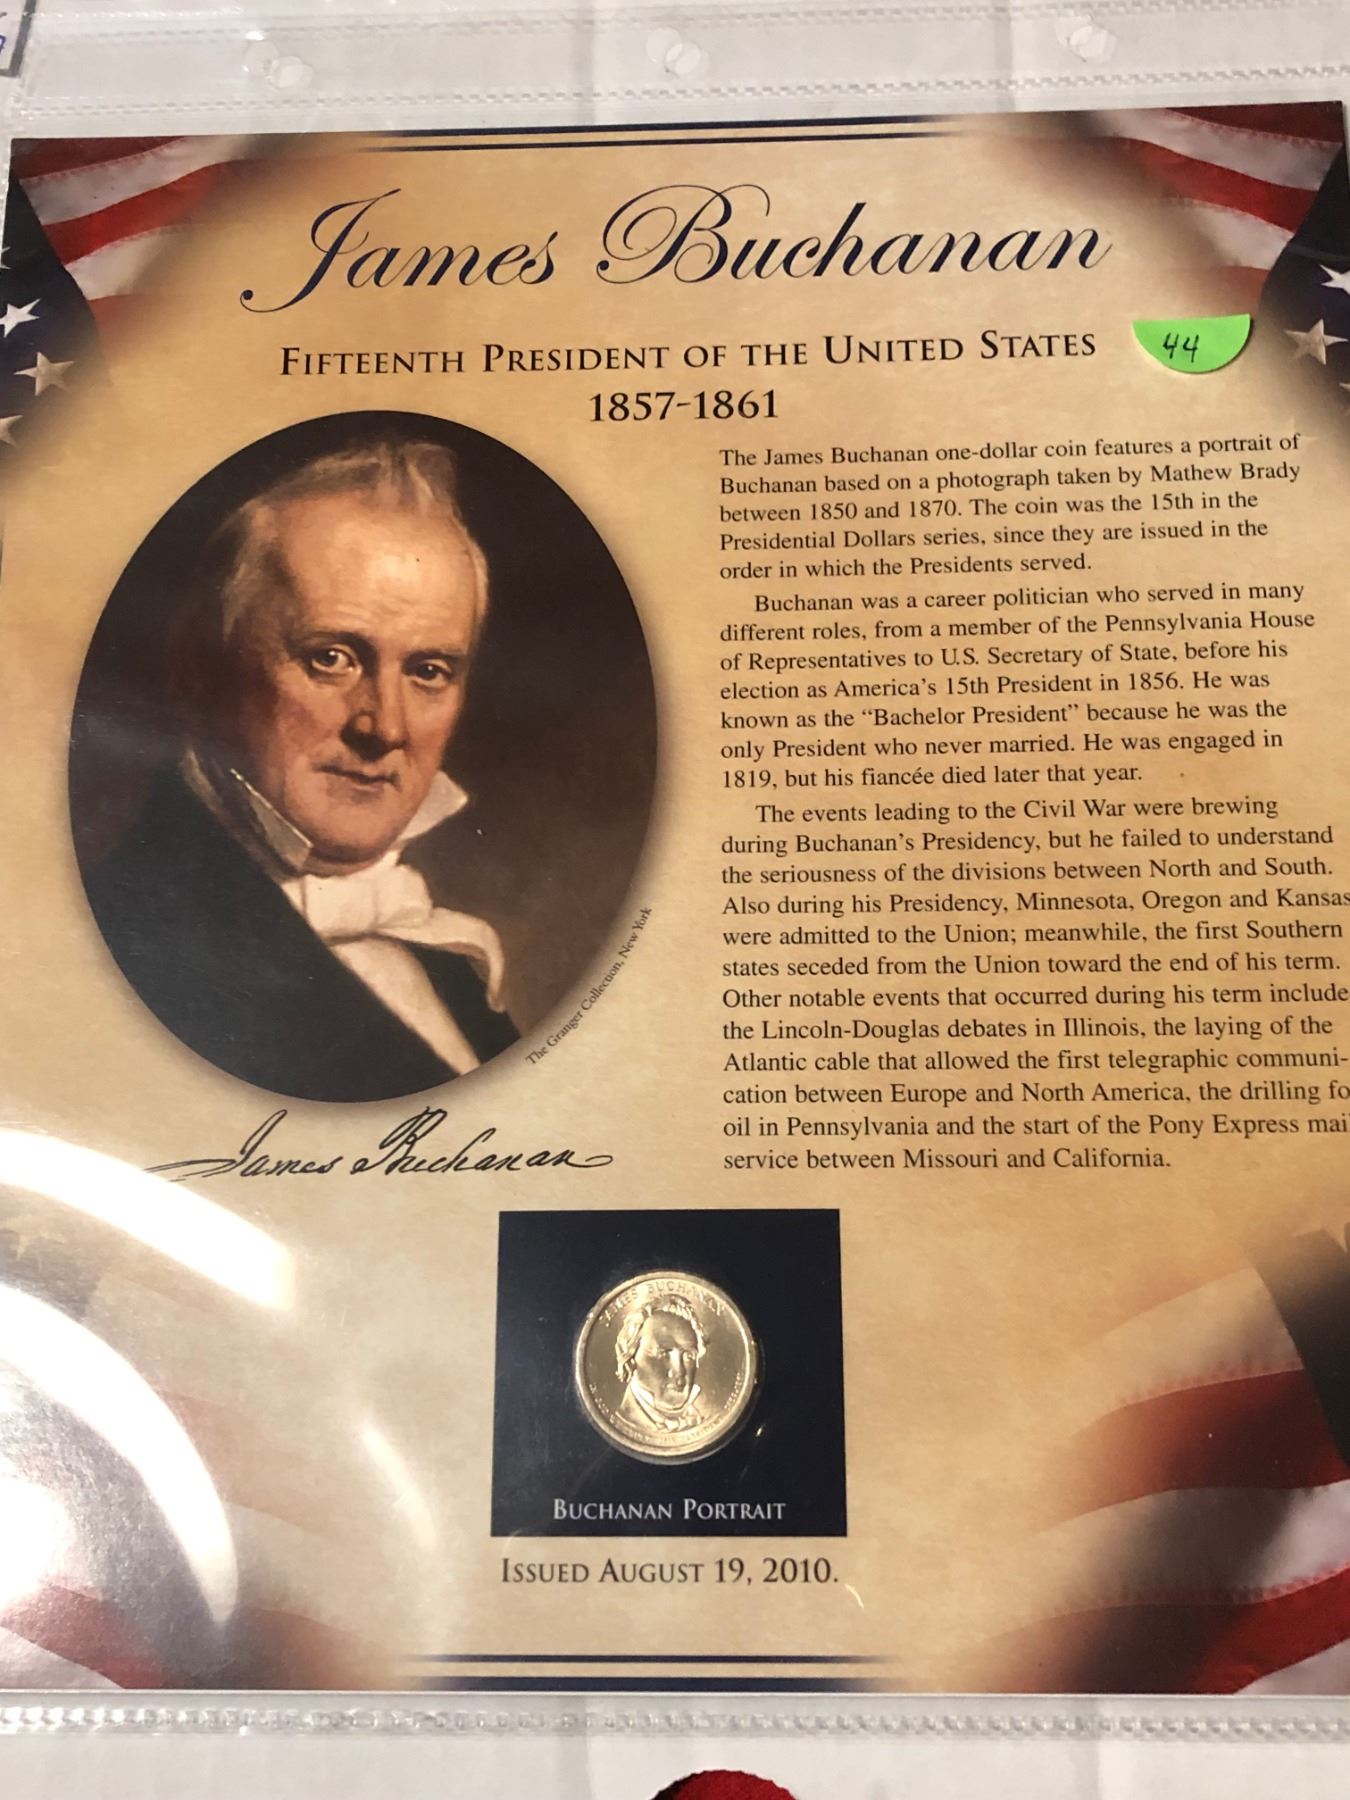 James Buchanan
FIFTEENTH PRESIDENT OF THE UNITED STATES
44
1857-1861
The James Buchanan one-dollar coin features a portrait of
Buchanan based on a photograph taken by Mathew Brady
between 1850 and 1870. The coin was the 15th in the
Presidential Dollars series, since they are issued in the
order in which the Presidents served.
Buchanan was a career politician who served in many
different roles, from a member of the Pennsylvania House
of Representatives to U.S. Secretary of State, before his
election as America's 15th President in 1856. He was
known as the “Bachelor President” because he was the
only President who never married. He was engaged in
1819, but his fiancée died later that year.
The events leading to the Civil War were brewing
during Buchanan's Presidency, but he failed to understand
the seriousness of the divisions between North and South.
Also during his Presidency, Minnesota, Oregon and Kansas
were admitted to the Union; meanwhile, the first Southern
states seceded from the Union toward the end of his term.
Other notable events that occurred during his term include
the Lincoln-Douglas debates in Illinois, the laying of the
Atlantic cable that allowed the first telegraphic communi-
cation between Europe and North America, the drilling fo
oil in Pennsylvania and the start of the Pony Express mai
service between Missouri and California.
The Granger Collection, New York
James Buchanan
JAMES BUCHANAN
BUCHANAN PORTRAIT
ISSUED AUGUST 19, 2010.